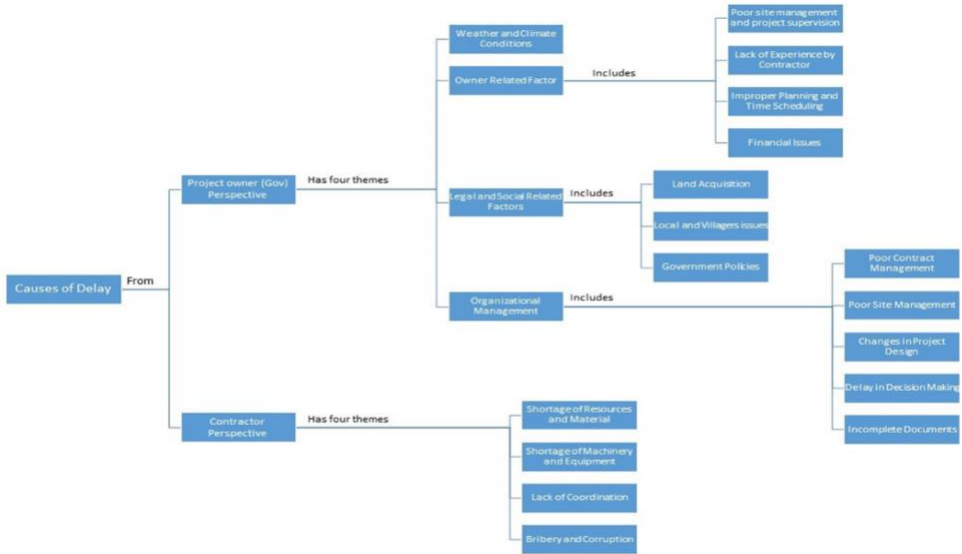 Causes of Delay
From
Project owner (Gov)
Perspective
Has four themes
Weather and Climate
Conditions
Owner Related Factor
Includes
Poor site management
and project supervision
Lack of Experience by
Contractor
Improper Planning and
Time Scheduling
Financial Issues
Legal and Social Related
Factors
Includes
Land Acquisition
Local and Villagers issues
Government Policies
Organizational
Management
Includes
Poor Contract
Management
Poor Site Management
Changes in Project
Design
Delay in Decision Making
Incomplete Documents
Contractor
Perspective
Has four themes
Shortage of Resources
and Material
Shortage of Machinery
and Equipment
Lack of Coordination
Bribery and Corruption